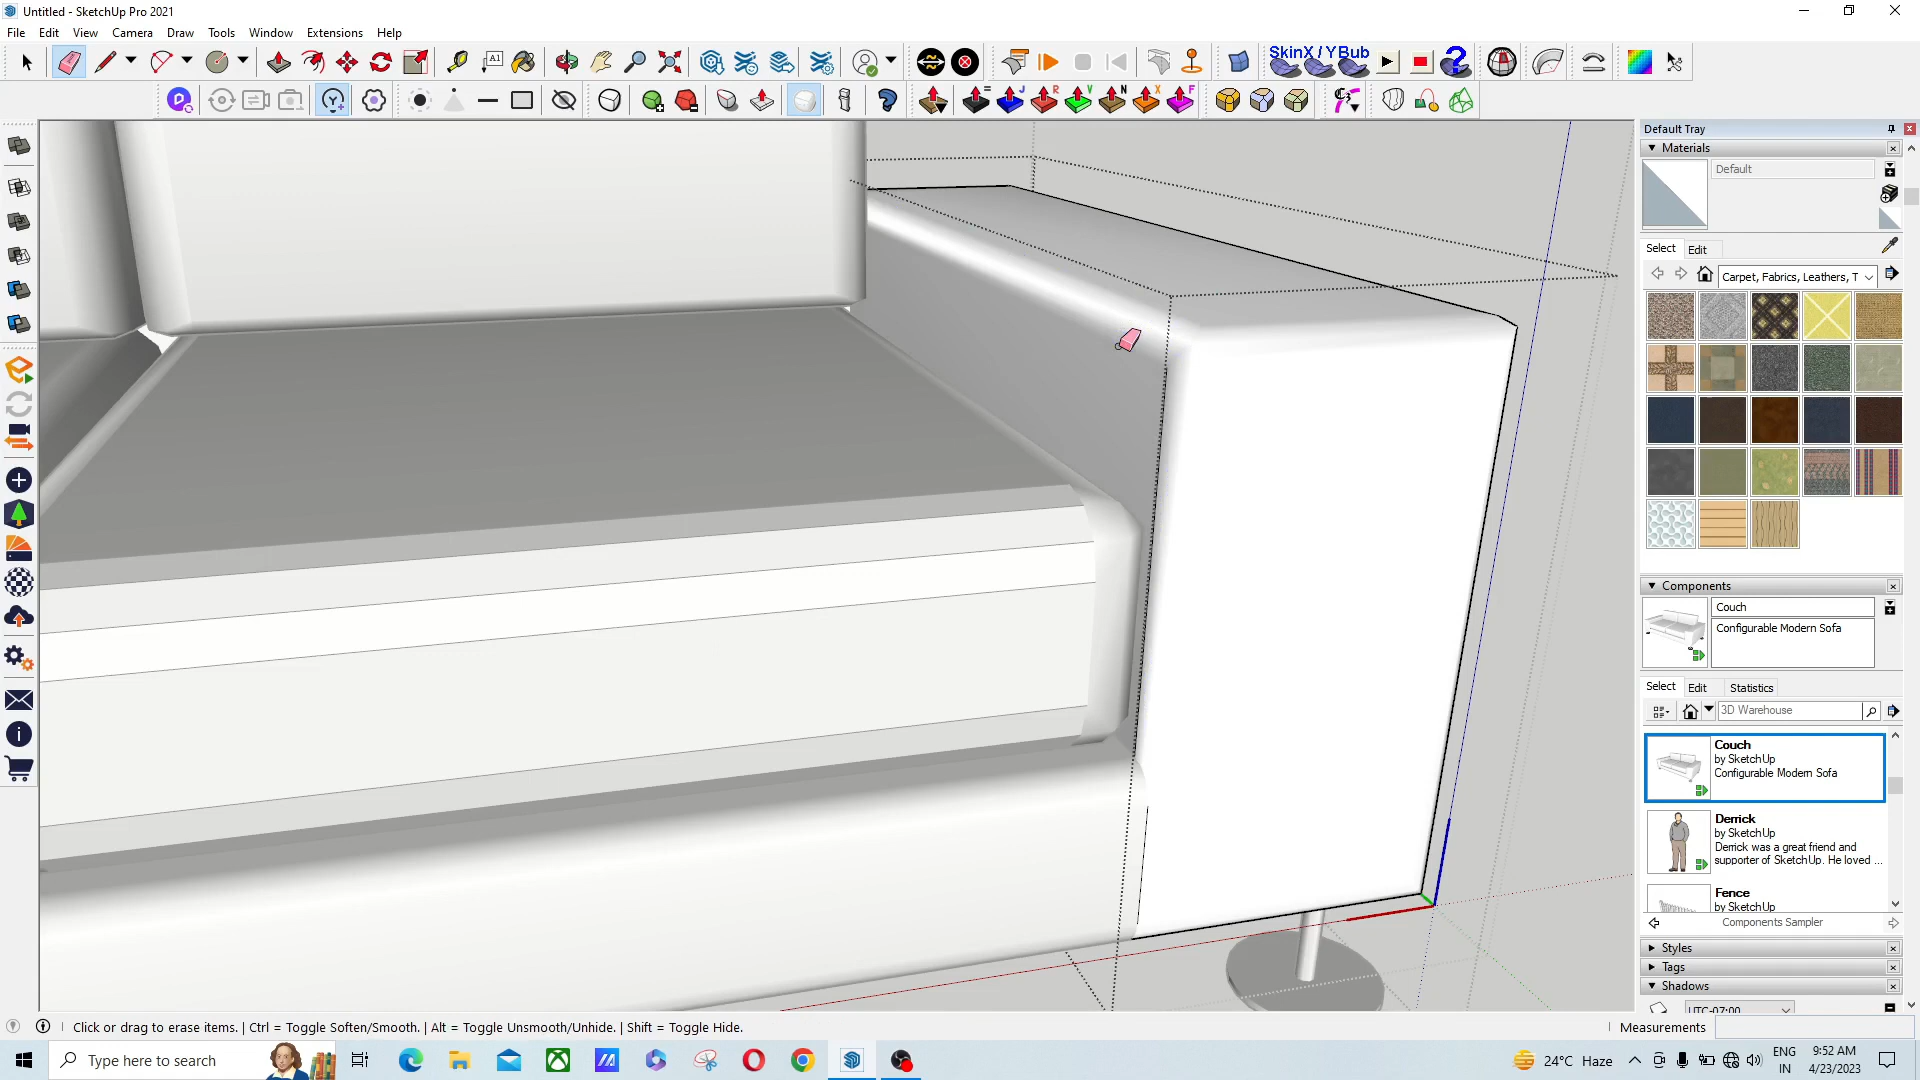 Untitled - SketchUp Pro 2021
File Edit View Camera Draw Tools Window Extensions Help
A1
SkinX / YBub
= J R V N X F
Default Tray
Materials
Default
Select Edit
Carpet, Fabrics, Leathers, T
Components
Couch
Configurable Modern Sofa
Select Edit Statistics
3D Warehouse
Couch
by SketchUp
Configurable Modern Sofa
Derrick
by SketchUp
Derrick was a great friend and
supporter of SketchUp. He loved ...
Fence
by SketchUp
Components Sampler
Styles
Tags
Shadows
UTC-07:00
Click or drag to erase items. | Ctrl = Toggle Soften/Smooth. | Alt = Toggle Unsmooth/Unhide. | Shift = Toggle Hide.
Measurements
Type here to search
24°C Haze
ENG
IN
9:52 AM
4/23/2023